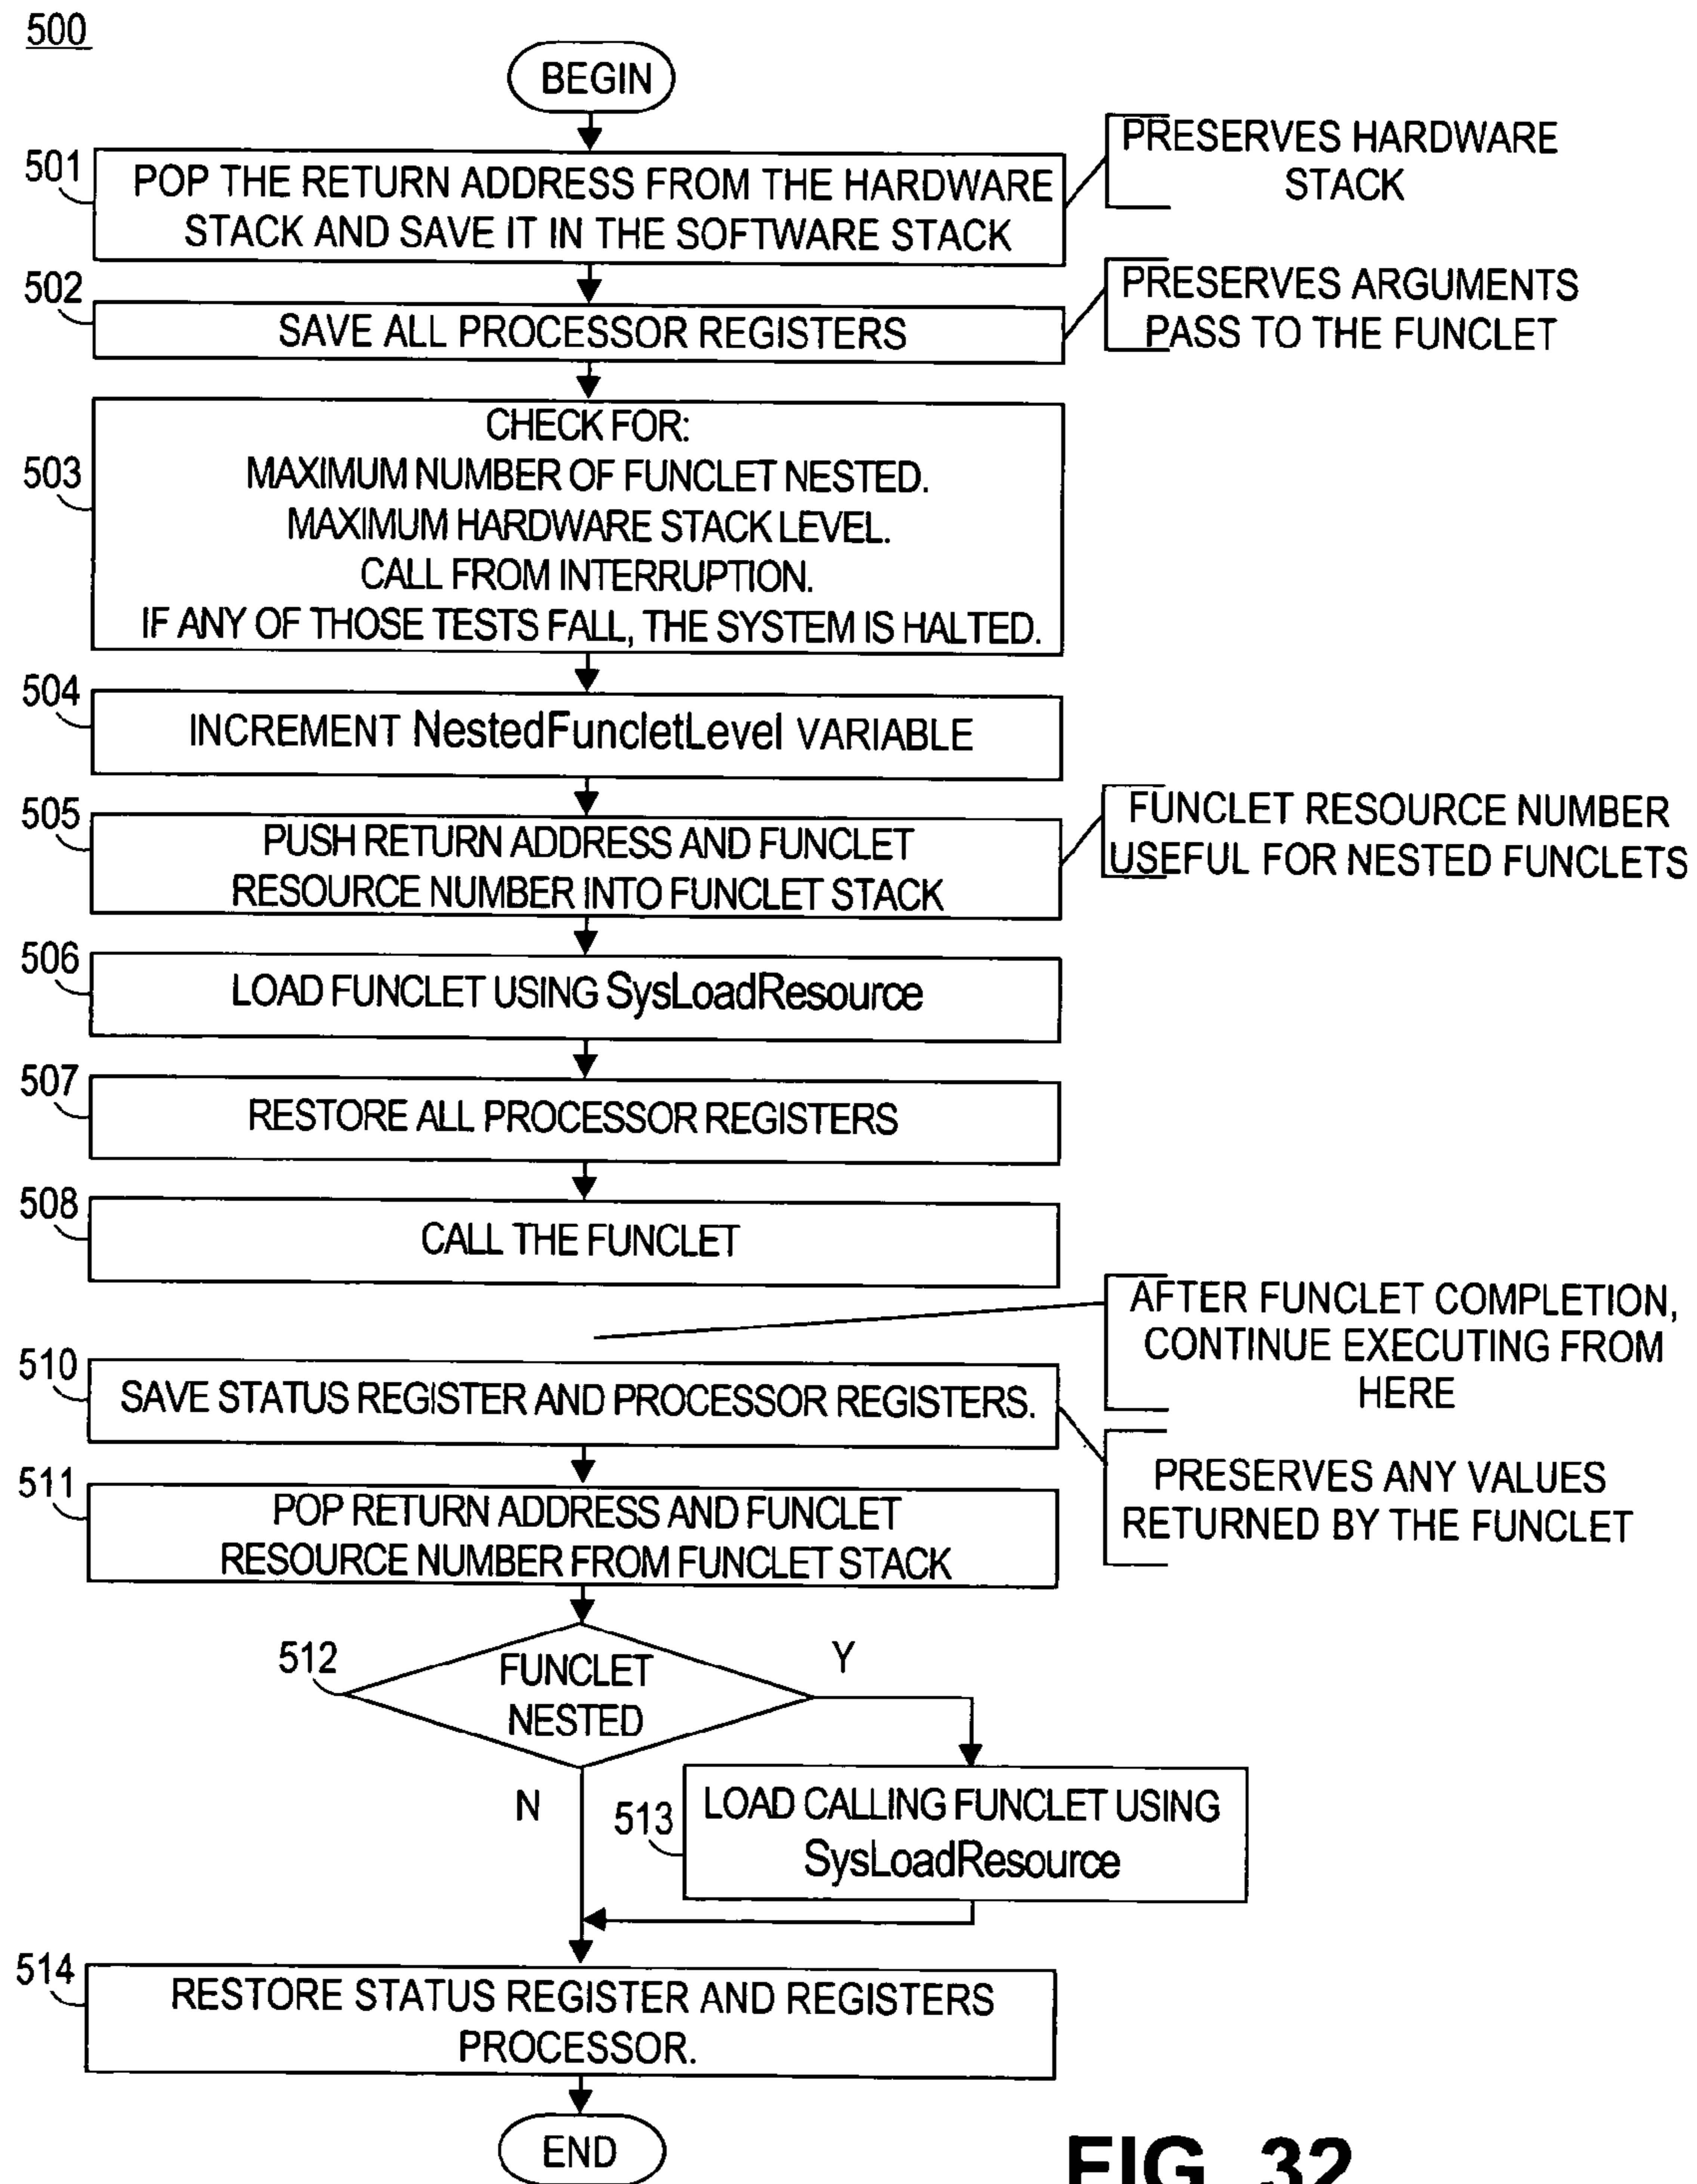 500
BEGIN
501
POP THE RETURN ADDRESS FROM THE HARDWARE
STACK AND SAVE IT IN THE SOFTWARE STACK
PRESERVES HARDWARE
STACK
502
SAVE ALL PROCESSOR REGISTERS
PRESERVES ARGUMENTS
PASS TO THE FUNCLET
503
CHECK FOR:
MAXIMUM NUMBER OF FUNCLET NESTED.
MAXIMUM HARDWARE STACK LEVEL.
CALL FROM INTERRUPTION.
IF ANY OF THOSE TESTS FALL, THE SYSTEM IS HALTED.
504
INCREMENT NestedFuncletLevel VARIABLE
505
PUSH RETURN ADDRESS AND FUNCLET
RESOURCE NUMBER INTO FUNCLET STACK
FUNCLET RESOURCE NUMBER
USEFUL FOR NESTED FUNCLETS
506
LOAD FUNCLET USING SysLoadResource
507
RESTORE ALL PROCESSOR REGISTERS
508
CALL THE FUNCLET
AFTER FUNCLET COMPLETION,
CONTINUE EXECUTING FROM
HERE
510
SAVE STATUS REGISTER AND PROCESSOR REGISTERS.
PRESERVES ANY VALUES
RETURNED BY THE FUNCLET
511
POP RETURN ADDRESS AND FUNCLET
RESOURCE NUMBER FROM FUNCLET STACK
512
FUNCLET
NESTED
Y
N
513
LOAD CALLING FUNCLET USING
SysLoadResource
514
RESTORE STATUS REGISTER AND REGISTERS
PROCESSOR.
END
FIG. 32